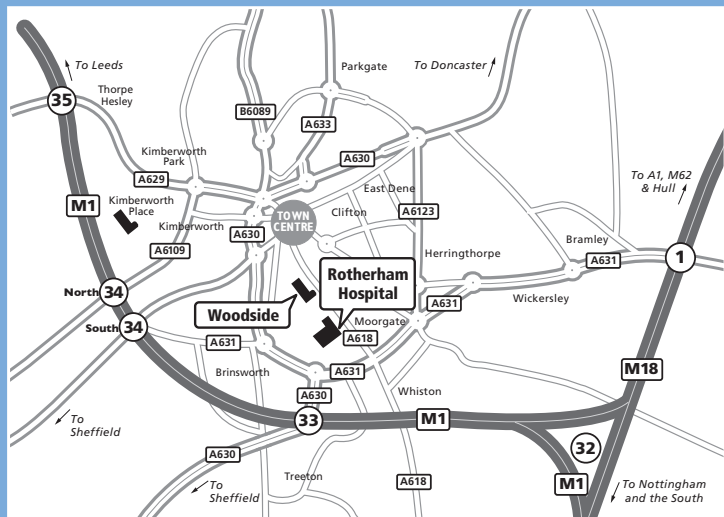 To Leeds
Parkgate
To Doncaster
Thorpe
Hesley
35
B6089
A633
Kimberworth
Park
A630
To A1, M62
& Hull
A629
East Dene
M1
Kimberworth
Place
Kimberworth
TOWN
CENTRE
Clifton
A6123
A630
A6109
Herringthorpe
Bramley
A631
1
Rotherham
Hospital
North
34
Woodside
A631
Wickersley
South
34
Moorgate
A631
A618
Brinsworth
A631
M18
Whiston
A630
To
Sheffield
33
M1
32
A630
Treeton
To
Sheffield
A618
M1
To Nottingham
and the South